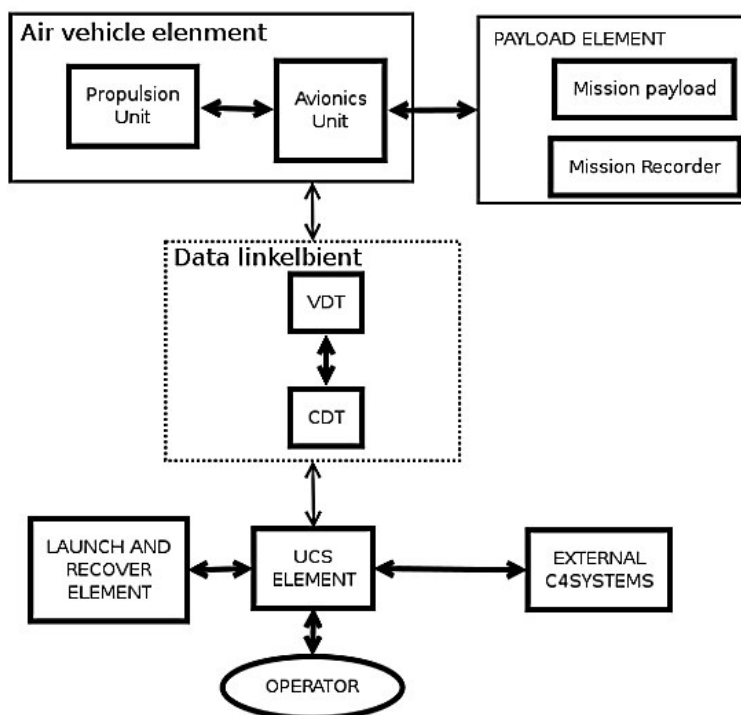 Air vehicle elenment
PAYLOAD ELEMENT
Propulsion
Unit
Avionics
Unit
Mission payload
Mission Recorder
Data linkelbient
VDT
CDT
LAUNCH AND
RECOVER
ELEMENT
UCS
ELEMENT
EXTERNAL
C4SYSTEMS
OPERATOR